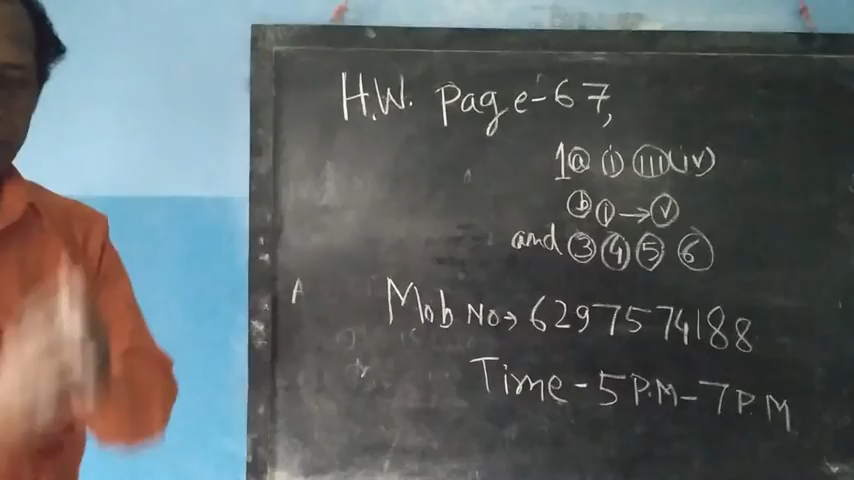 H.W. Page-67,
1ⓐ (i) (iii) (iv)
ⓑ (i) → (v)
and ③ ④ ⑤ ⑥
Mob No→ 6297574188
Time - 5 P.M - 7 P.M